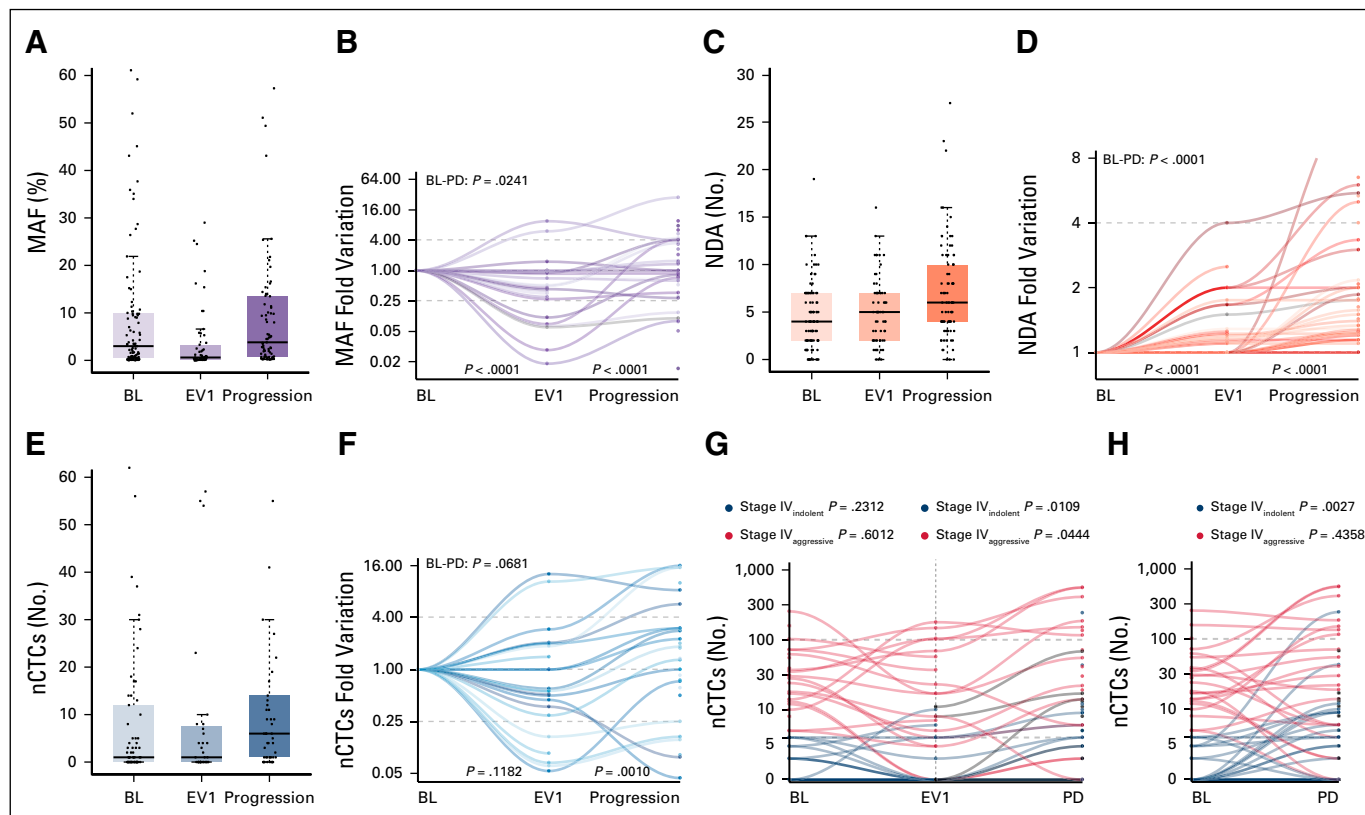 A
MAF (%)
60
50
40
30
20
10
0
BL EV1 Progression
B
MAF Fold Variation
64.00
16.00
4.00
1.00
0.25
0.05
0.02
BL-PD: P = .0241
P < .0001 P < .0001
BL EV1 Progression
C
NDA (No.)
30
25
20
15
10
5
0
BL EV1 Progression
D
NDA Fold Variation
8
4
2
1
BL-PD: P < .0001
P < .0001 P < .0001
BL EV1 Progression
E
nCTCs (No.)
60
50
40
30
20
10
0
BL EV1 Progression
F
nCTCs Fold Variation
16.00
4.00
1.00
0.25
0.05
BL-PD: P = .0681
P = .1182 P = .0010
BL EV1 Progression
G
Stage IVindolent P = .2312 Stage IVindolent P = .0109
Stage IVaggressive P = .6012 Stage IVaggressive P = .0444
nCTCs (No.)
1,000
300
100
30
10
5
0
BL EV1 PD
H
Stage IVindolent P = .0027
Stage IVaggressive P = .4358
nCTCs (No.)
1,000
300
100
30
10
5
0
BL PD